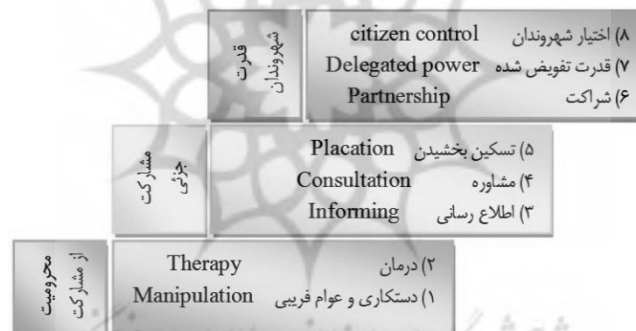 قدرت
شهروندان
۸) اختیار شهروندان citizen control
۷) قدرت تفویض شده Delegated power
۶) شراکت Partnership
مشارکت
جزئی
۵) تسکین بخشیدن Placation
۴) مشاوره Consultation
۳) اطلاع رسانی Informing
محرومیت
از مشارکت
۲) درمان Therapy
۱) دستکاری و عوام فریبی Manipulation